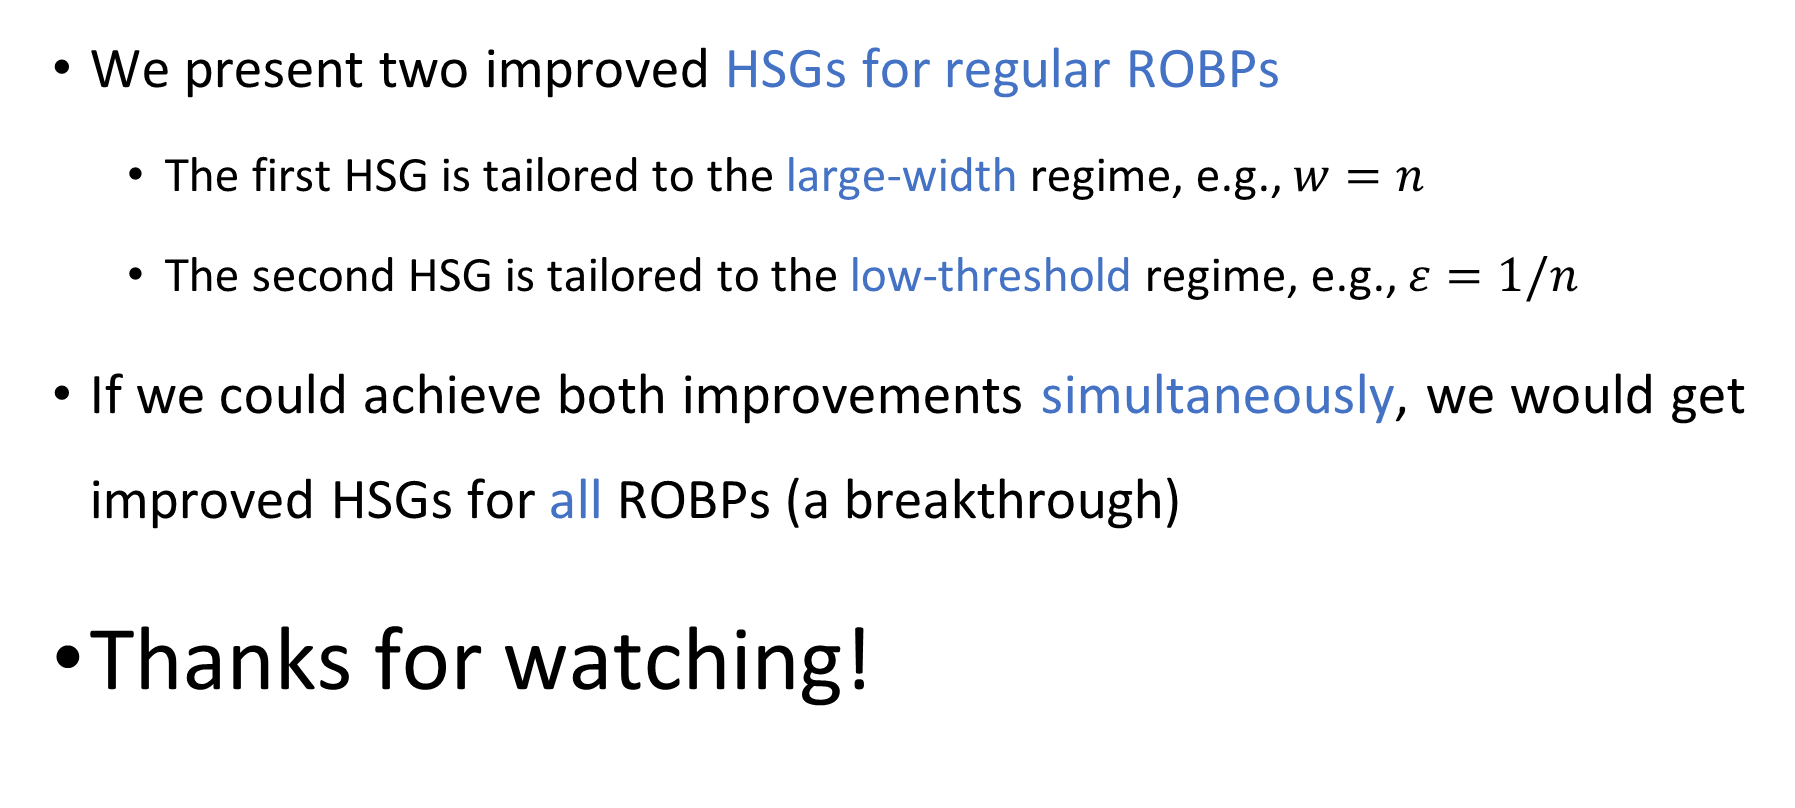 • We present two improved HSGs for regular ROBPs
• The first HSG is tailored to the large-width regime, e.g., 𝑤 = 𝑛
• The second HSG is tailored to the low-threshold regime, e.g., 𝜀 = 1/𝑛
• If we could achieve both improvements simultaneously, we would get
improved HSGs for all ROBPs (a breakthrough)
• Thanks for watching!